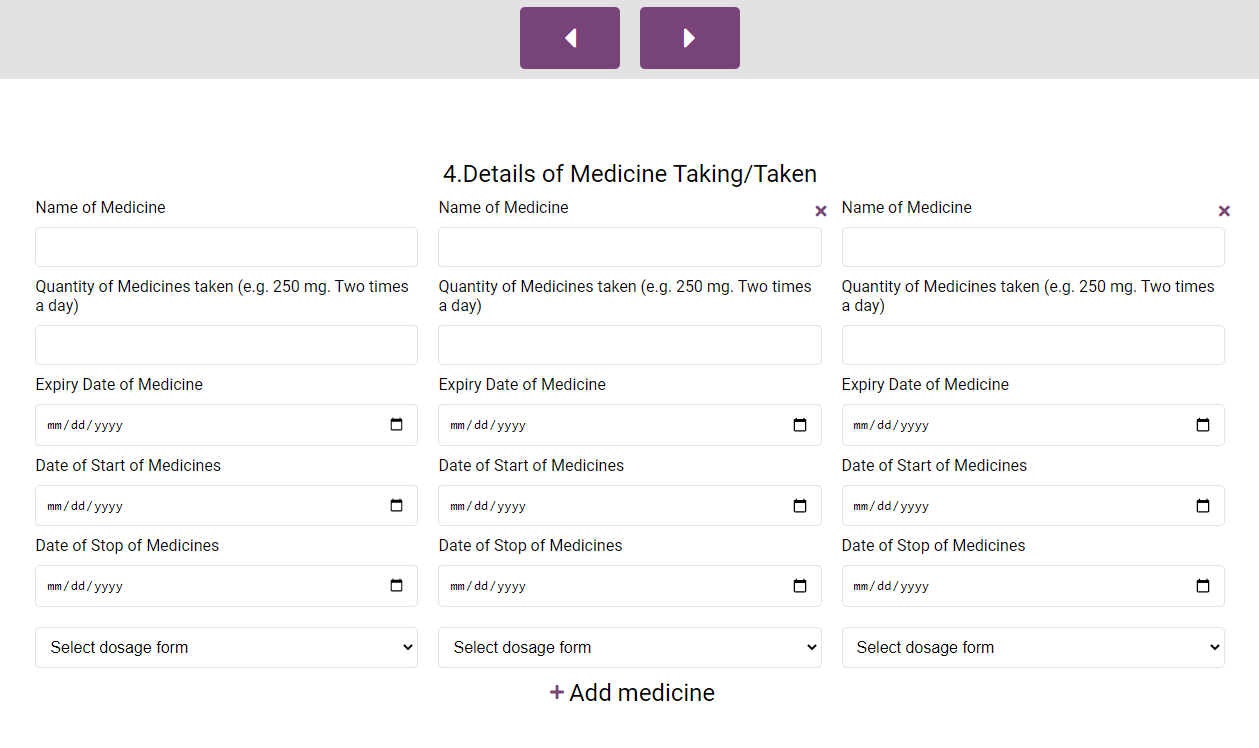 4.Details of Medicine Taking/Taken
Name of Medicine
Quantity of Medicines taken (e.g. 250 mg. Two times
a day)
Expiry Date of Medicine
mm/dd/yyyy
Date of Start of Medicines
mm/dd/yyyy
Date of Stop of Medicines
mm/dd/yyyy
Select dosage form
Name of Medicine
Quantity of Medicines taken (e.g. 250 mg. Two times
a day)
Expiry Date of Medicine
mm/dd/yyyy
Date of Start of Medicines
mm/dd/yyyy
Date of Stop of Medicines
mm/dd/yyyy
Select dosage form
Name of Medicine
Quantity of Medicines taken (e.g. 250 mg. Two times
a day)
Expiry Date of Medicine
mm/dd/yyyy
Date of Start of Medicines
mm/dd/yyyy
Date of Stop of Medicines
mm/dd/yyyy
Select dosage form
+ Add medicine